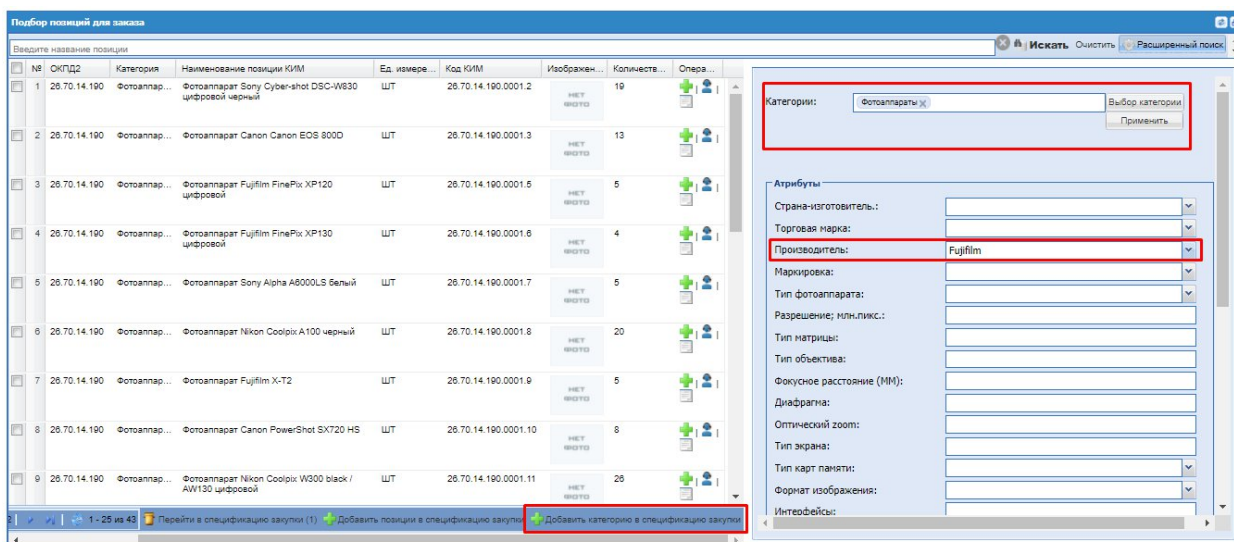 Подбор позиций для заказа
Введите название позиции
Искать Очистить Расширенный поиск
№ ОКПД2 Категория Наименование позиции КИМ Ед. измере... Код КИМ Изображен... Количеств... Опера...
1 26.70.14.190 Фотоаппар... Фотоаппарат Sony Cyber-shot DSC-W830 ШТ 26.70.14.190.0001.2 19
цифровой черный
НЕТ
ФОТО
2 26.70.14.190 Фотоаппар... Фотоаппарат Canon Canon EOS 800D ШТ 26.70.14.190.0001.3 13
НЕТ
ФОТО
3 26.70.14.190 Фотоаппар... Фотоаппарат Fujifilm FinePix XP120 ШТ 26.70.14.190.0001.5 5
цифровой
НЕТ
ФОТО
4 26.70.14.190 Фотоаппар... Фотоаппарат Fujifilm FinePix XP130 ШТ 26.70.14.190.0001.6 4
цифровой
НЕТ
ФОТО
5 26.70.14.190 Фотоаппар... Фотоаппарат Sony Alpha A6000LS белый ШТ 26.70.14.190.0001.7 5
НЕТ
ФОТО
6 26.70.14.190 Фотоаппар... Фотоаппарат Nikon Coolpix A100 черный ШТ 26.70.14.190.0001.8 20
НЕТ
ФОТО
7 26.70.14.190 Фотоаппар... Фотоаппарат Fujifilm X-T2 ШТ 26.70.14.190.0001.9 5
НЕТ
ФОТО
8 26.70.14.190 Фотоаппар... Фотоаппарат Canon PowerShot SX720 HS ШТ 26.70.14.190.0001.10 8
НЕТ
ФОТО
9 26.70.14.190 Фотоаппар... Фотоаппарат Nikon Coolpix W300 black / ШТ 26.70.14.190.0001.11 26
AW130 цифровой
НЕТ
ФОТО
2 1 - 25 из 43 Перейти в спецификацию закупки (1) Добавить позиции в спецификацию закупки Добавить категорию в спецификацию закупки
Категории: Фотоаппараты Выбор категории
Применить
Атрибуты
Страна-изготовитель.:
Торговая марка:
Производитель: Fujifilm
Маркировка:
Тип фотоаппарата:
Разрешение; млн.пикс.:
Тип матрицы:
Тип объектива:
Фокусное расстояние (ММ):
Диафрагма:
Оптический zoom:
Тип экрана:
Тип карт памяти:
Формат изображения:
Интерфейсы: